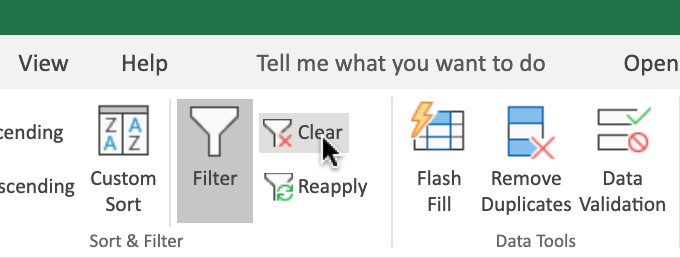 View Help Tell me what you want to do Open
cending
scending
Custom
Sort
Filter
Clear
Reapply
Sort & Filter
Flash
Fill
Remove
Duplicates
Data
Validation
Data Tools